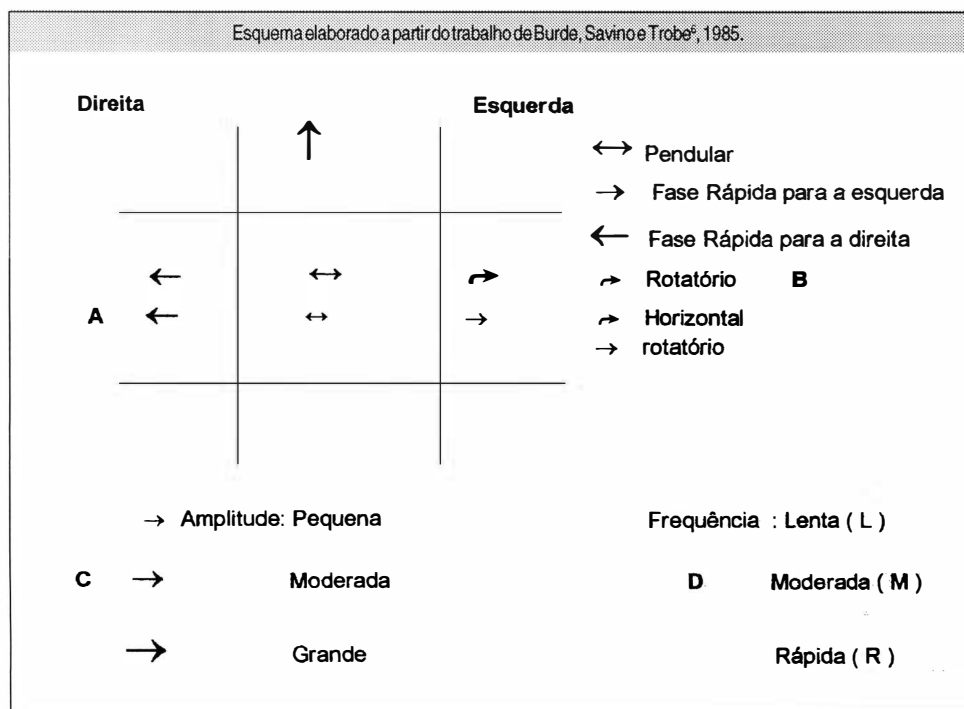 Esquema elaborado a partir do trabalho de Burde, Savino e Trobe⁶, 1985.
Direita Esquerda
↔ Pendular
→ Fase Rápida para a esquerda
← Fase Rápida para a direita
Rotatório B
A Horizontal
→ rotatório
→ Amplitude: Pequena Frequência : Lenta ( L )
C → Moderada D Moderada ( M )
→ Grande Rápida ( R )